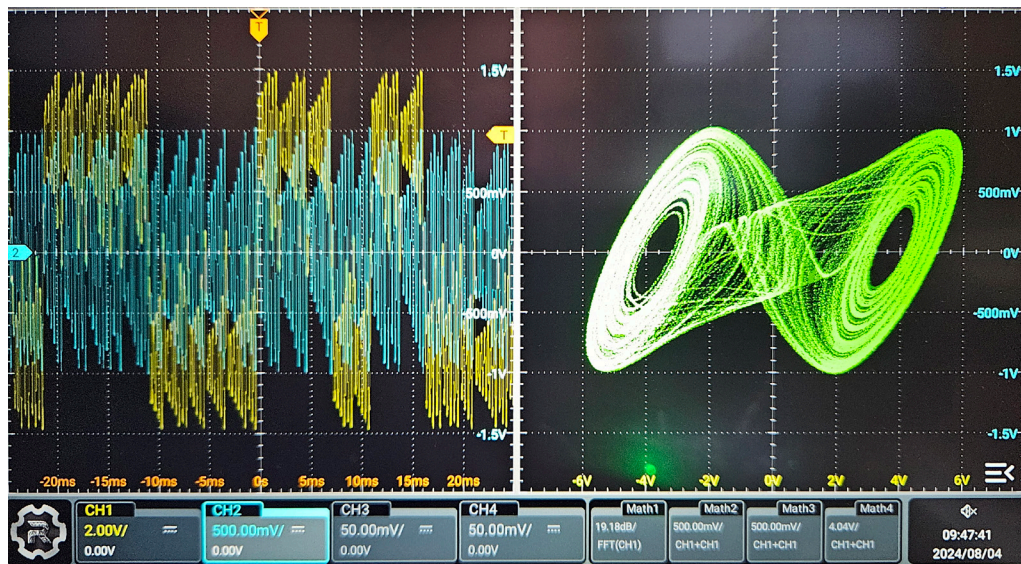 T
1.5V
T
500mV
2
0V
-500mV
-1V
-1.5V
-20ms -15ms -10ms -5ms 0s 5ms 10ms 15ms 20ms
1.5V
1V
500mV
0V
-500mV
-1V
-1.5V
-6V -4V -2V 0V 2V 4V 6V
CH1
2.00V/
0.00V
CH2
500.00mV/
0.00V
CH3
50.00mV/
0.00V
CH4
50.00mV/
0.00V
Math1
19.18dB/
FFT(CH1)
Math2
500.00mV/
CH1+CH1
Math3
500.00mV/
CH1+CH1
Math4
4.04V/
CH1+CH1
09:47:41
2024/08/04